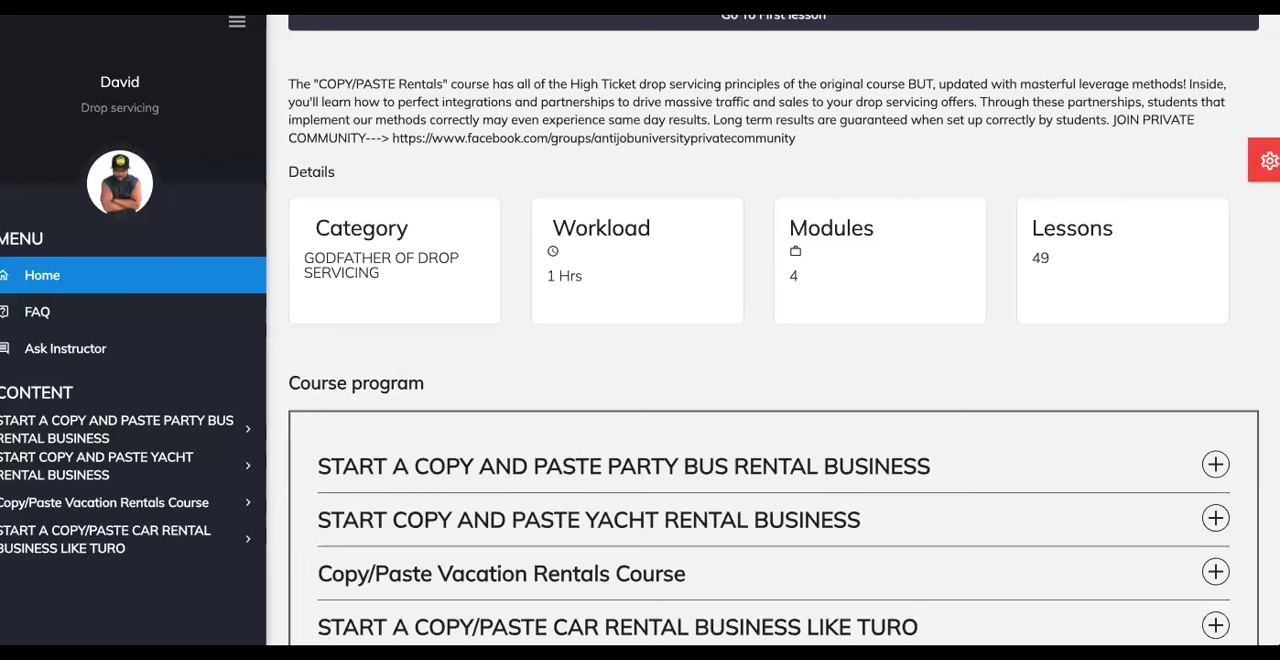 Go To First lesson
David
Drop servicing
MENU
Home
FAQ
Ask Instructor
CONTENT
START A COPY AND PASTE PARTY BUS
RENTAL BUSINESS
START COPY AND PASTE YACHT
RENTAL BUSINESS
Copy/Paste Vacation Rentals Course
START A COPY/PASTE CAR RENTAL
BUSINESS LIKE TURO
The "COPY/PASTE Rentals" course has all of the High Ticket drop servicing principles of the original course BUT, updated with masterful leverage methods! Inside,
you'll learn how to perfect integrations and partnerships to drive massive traffic and sales to your drop servicing offers. Through these partnerships, students that
implement our methods correctly may even experience same day results. Long term results are guaranteed when set up correctly by students. JOIN PRIVATE
COMMUNITY---> https://www.facebook.com/groups/antijobuniversityprivatecommunity
Details
Category
GODFATHER OF DROP
SERVICING
Workload
1 Hrs
Modules
4
Lessons
49
Course program
START A COPY AND PASTE PARTY BUS RENTAL BUSINESS
START COPY AND PASTE YACHT RENTAL BUSINESS
Copy/Paste Vacation Rentals Course
START A COPY/PASTE CAR RENTAL BUSINESS LIKE TURO